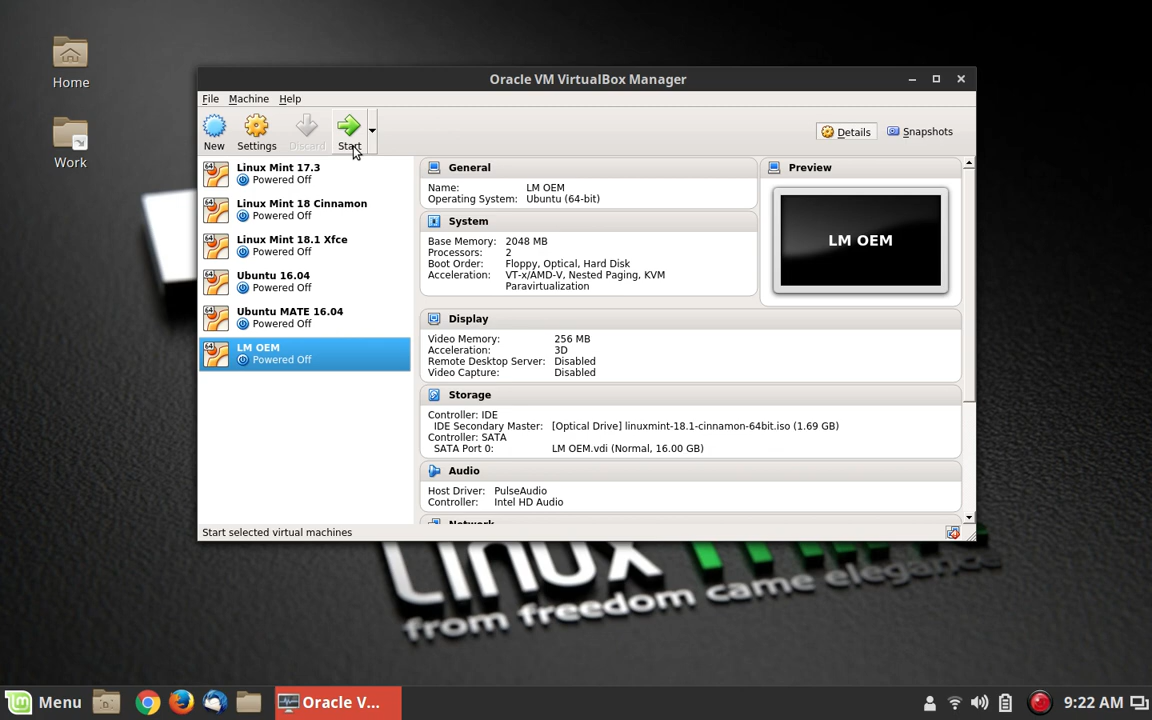 Home
Work
Oracle VM VirtualBox Manager
File Machine Help
New Settings Discard Start
Details Snapshots
64 Linux Mint 17.3
Powered Off
64 Linux Mint 18 Cinnamon
Powered Off
64 Linux Mint 18.1 Xfce
Powered Off
64 Ubuntu 16.04
Powered Off
64 Ubuntu MATE 16.04
Powered Off
64 LM OEM
Powered Off
General
Name: LM OEM
Operating System: Ubuntu (64-bit)
System
Base Memory: 2048 MB
Processors: 2
Boot Order: Floppy, Optical, Hard Disk
Acceleration: VT-x/AMD-V, Nested Paging, KVM
Paravirtualization
Preview
LM OEM
Display
Video Memory: 256 MB
Acceleration: 3D
Remote Desktop Server: Disabled
Video Capture: Disabled
Storage
Controller: IDE
IDE Secondary Master: [Optical Drive] linuxmint-18.1-cinnamon-64bit.iso (1.69 GB)
Controller: SATA
SATA Port 0: LM OEM.vdi (Normal, 16.00 GB)
Audio
Host Driver: PulseAudio
Controller: Intel HD Audio
Network
Start selected virtual machines
from freedom came elegance
Menu
Oracle V...
9:22 AM